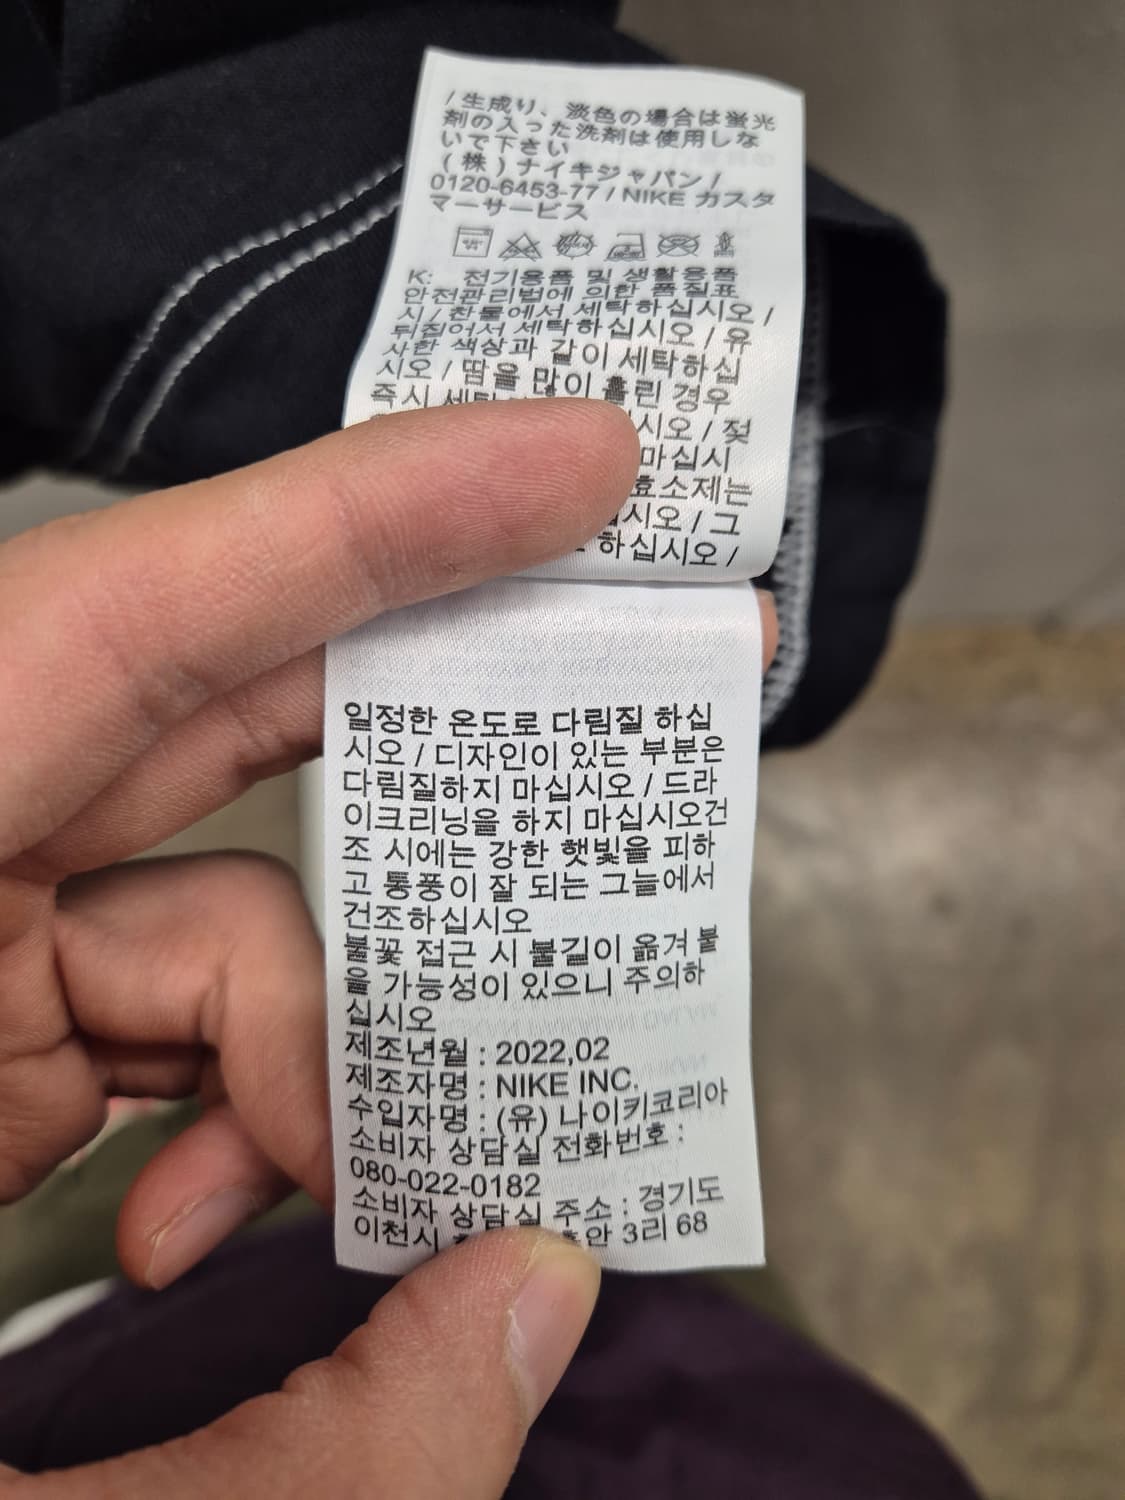 / 生成り、淡色の場合は蛍光
剤の入った洗剤は使用しな
いで下さい
(株)ナイキジャパン /
0120-6453-77 / NIKE カスタ
マーサービス
K: 전기용품 및 생활용품
안전관리법에 의한 품질표
시 / 찬물에서 세탁하십시오 /
뒤집어서 세탁하십시오 / 유
사한 색상과 같이 세탁하십
시오 / 땀을 많이 흘린 경우
즉시
시오 / 젖
마십시
효소제는
십시오 / 그
하십시오 /
일정한 온도로 다림질 하십
시오 / 디자인이 있는 부분은
다림질하지 마십시오 / 드라
이크리닝을 하지 마십시오건
조 시에는 강한 햇빛을 피하
고 통풍이 잘 되는 그늘에서
건조하십시오
불꽃 접근 시 불길이 옮겨 붙
을 가능성이 있으니 주의하
십시오
제조년월 : 2022,02
제조자명 : NIKE INC.
수입자명 : (유) 나이키코리아
소비자 상담실 전화번호 :
080-022-0182
소비자 상담실 주소 : 경기도
이천시 3리 68